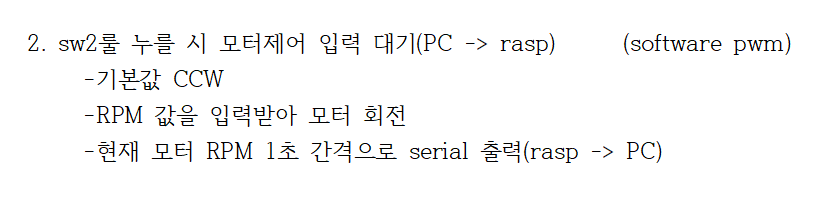 2. sw2룰 누를 시 모터제어 입력 대기(PC -> rasp) (software pwm)
-기본값 CCW
-RPM 값을 입력받아 모터 회전
-현재 모터 RPM 1초 간격으로 serial 출력(rasp -> PC)